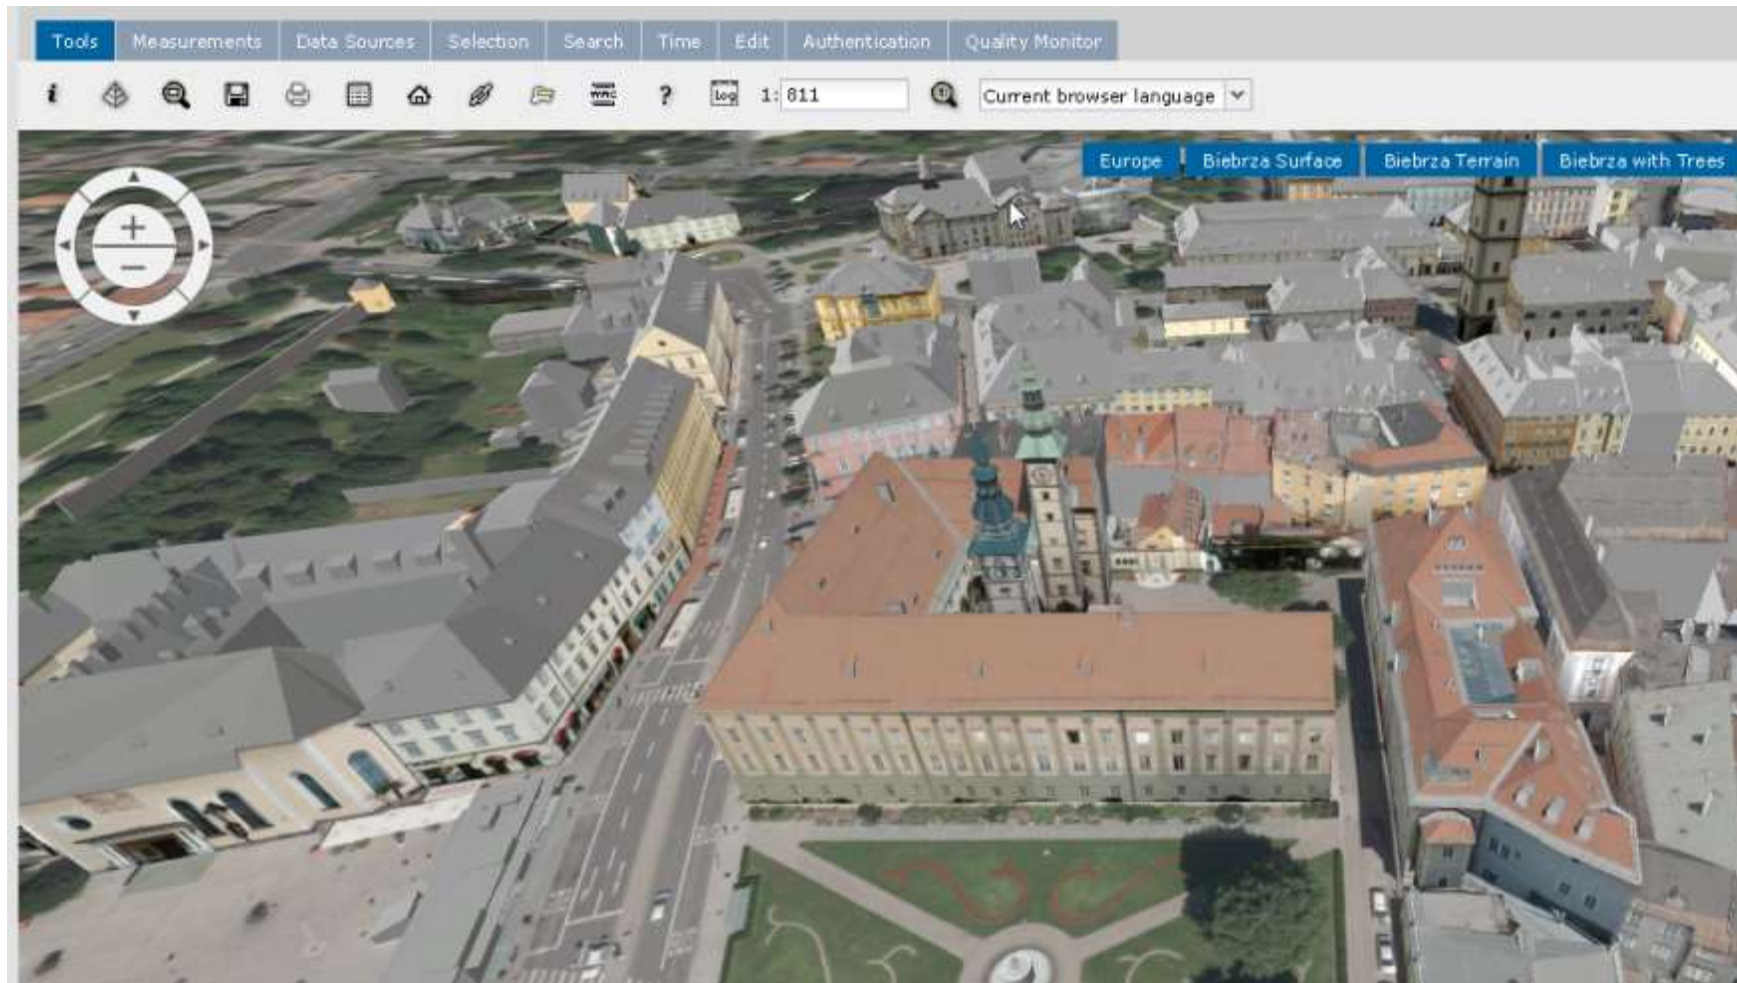 Tools Measurements Data Sources Selection Search Time Edit Authentication Quality Monitor
i ? Log 1: 811 Current browser language
Europe Biebrza Surface Biebrza Terrain Biebrza with Trees